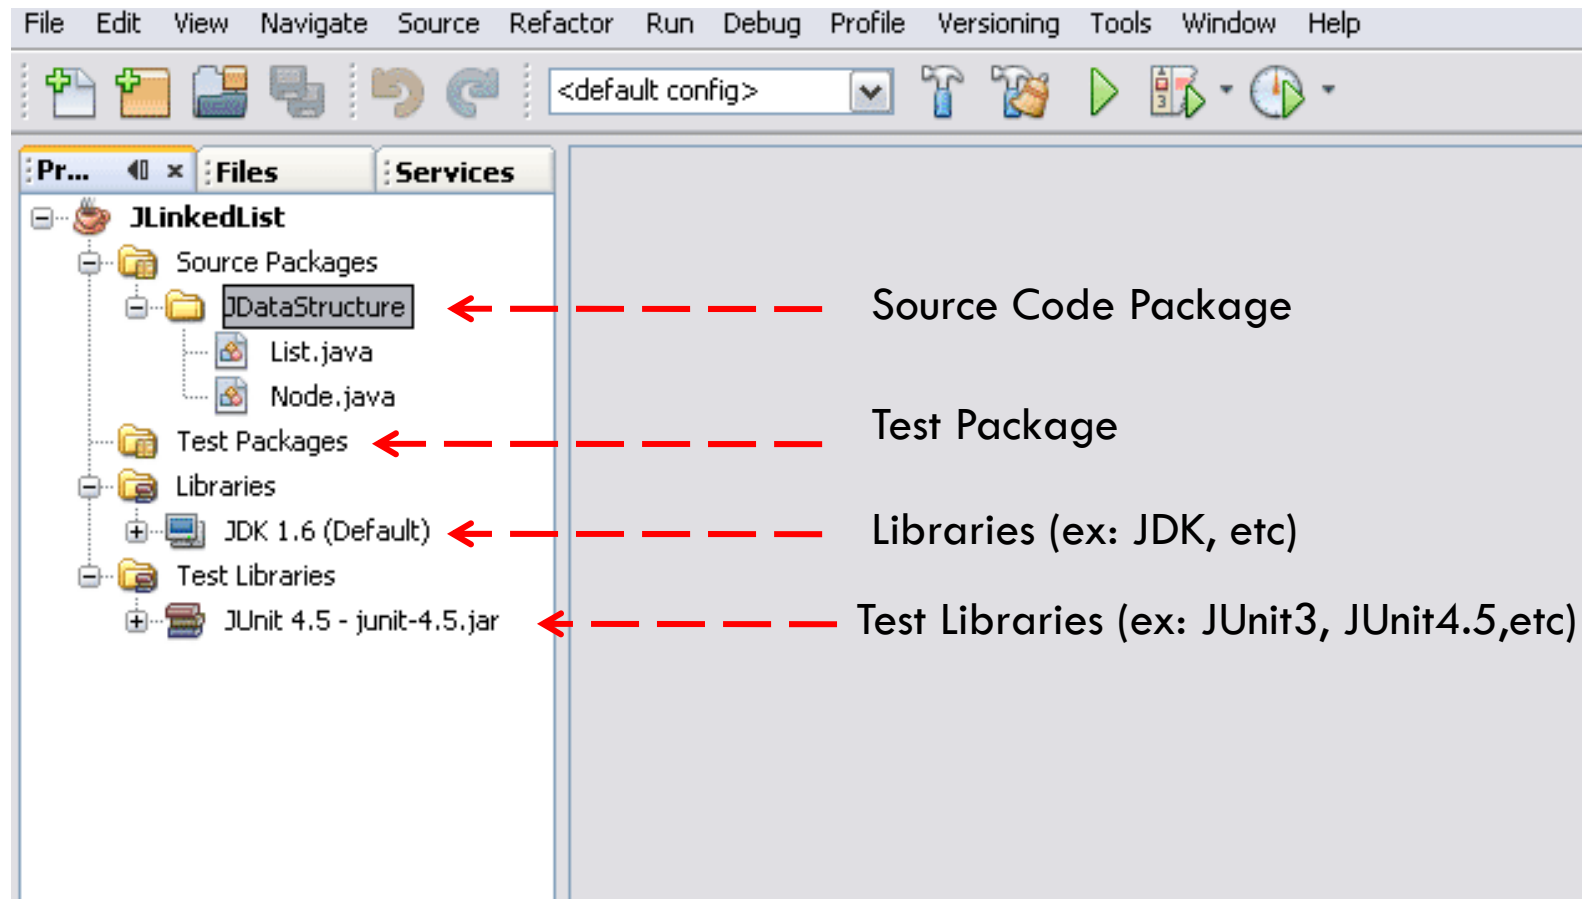 File Edit View Navigate Source Refactor Run Debug Profile Versioning Tools Window Help
<default config>
Pr... Files Services
JLinkedList
Source Packages
JDataStructure
Source Code Package
List.java
Node.java
Test Packages
Test Package
Libraries
JDK 1.6 (Default)
Libraries (ex: JDK, etc)
Test Libraries
JUnit 4.5 - junit-4.5.jar
Test Libraries (ex: JUnit3, JUnit4.5,etc)